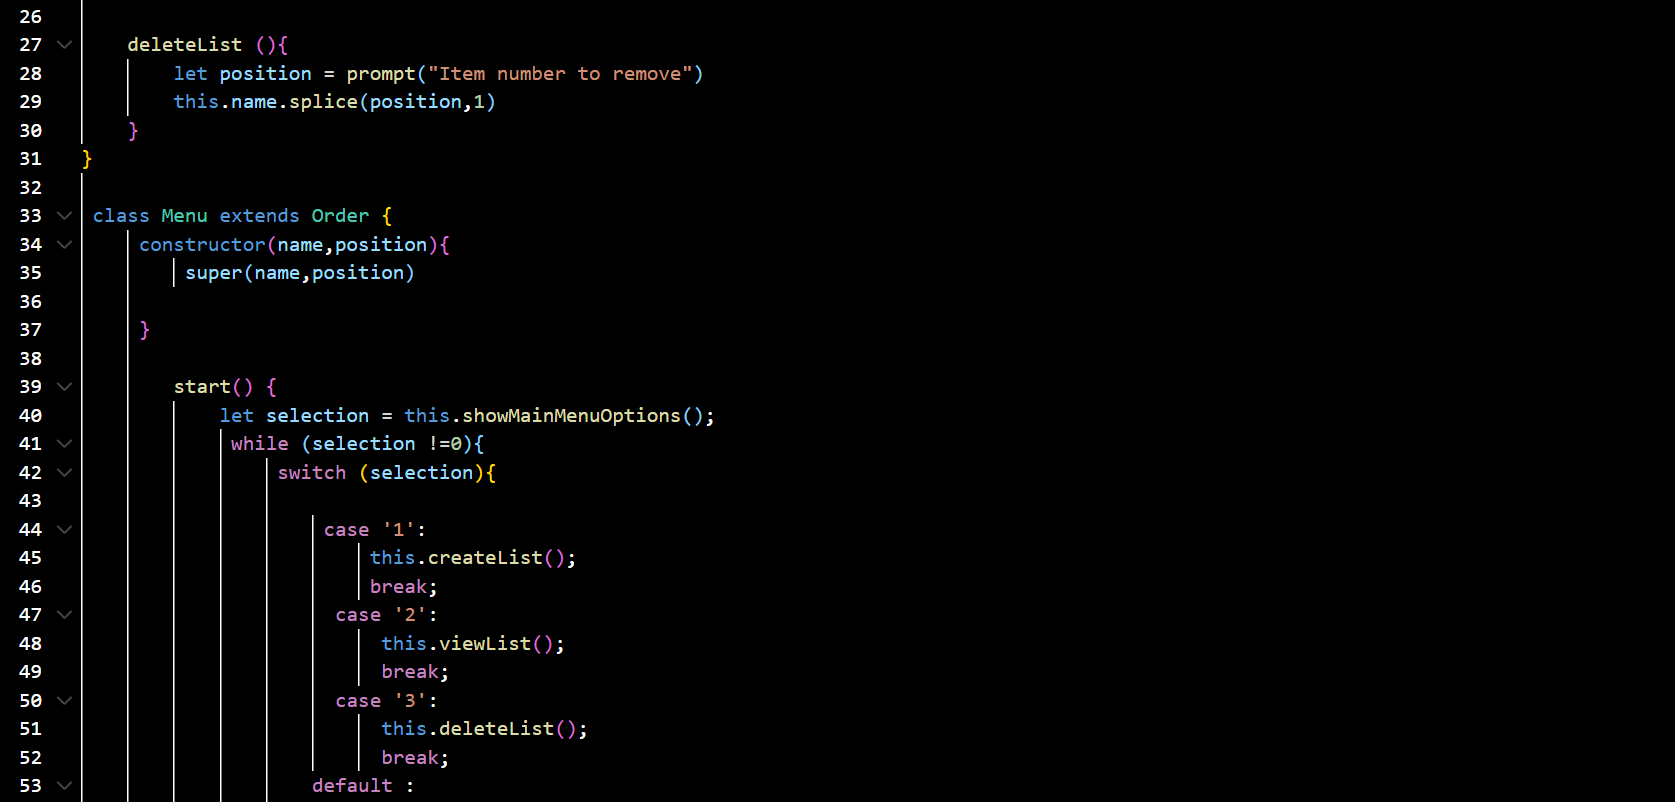 26
27 deleteList (){
28 let position = prompt("Item number to remove")
29 this.name.splice(position,1)
30 }
31 }
32
33 class Menu extends Order {
34 constructor(name,position){
35 super(name,position)
36
37 }
38
39 start() {
40 let selection = this.showMainMenuOptions();
41 while (selection !=0){
42 switch (selection){
43
44 case '1':
45 this.createList();
46 break;
47 case '2':
48 this.viewList();
49 break;
50 case '3':
51 this.deleteList();
52 break;
53 default :